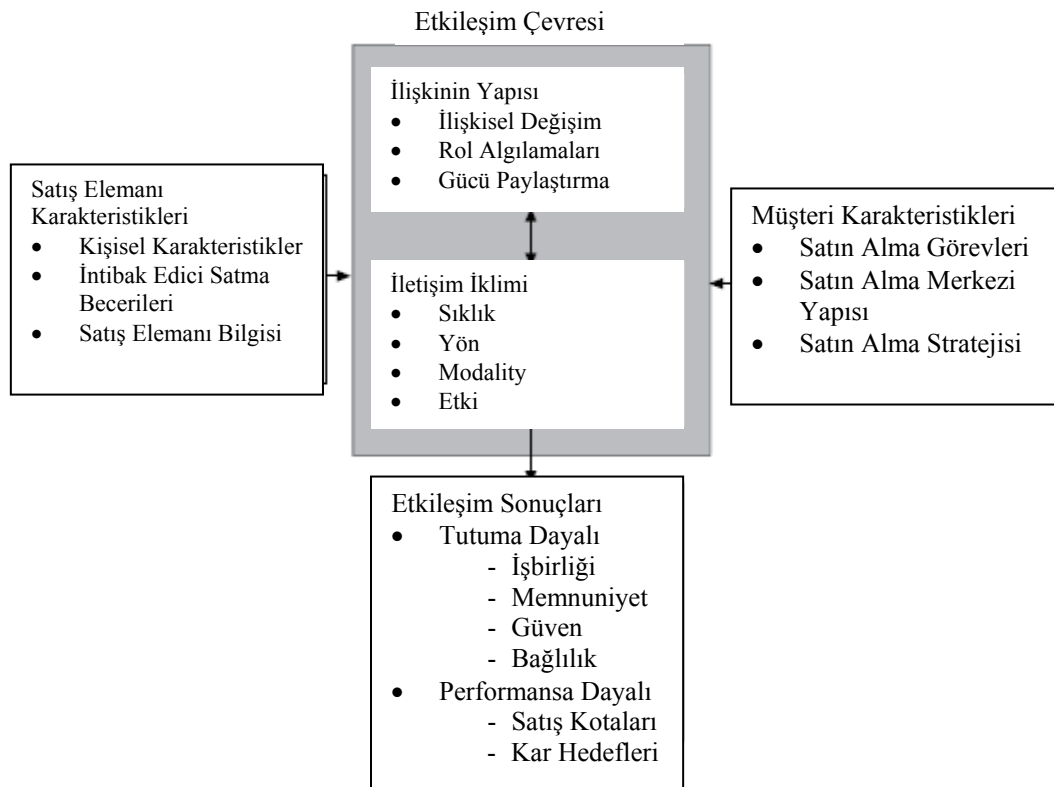 Etkileşim Çevresi
İlişkinin Yapısı
• İlişkisel Değişim
• Rol Algılamaları
• Gücü Paylaştırma
Satış Elemanı
Karakteristikleri
• Kişisel Karakteristikler
• İntibak Edici Satma
Becerileri
• Satış Elemanı Bilgisi
İletişim İklimi
• Sıklık
• Yön
• Modality
• Etki
Müşteri Karakteristikleri
• Satın Alma Görevleri
• Satın Alma Merkezi
Yapısı
• Satın Alma Stratejisi
Etkileşim Sonuçları
• Tutuma Dayalı
- İşbirliği
- Memnuniyet
- Güven
- Bağlılık
• Performansa Dayalı
- Satış Kotaları
- Kar Hedefleri